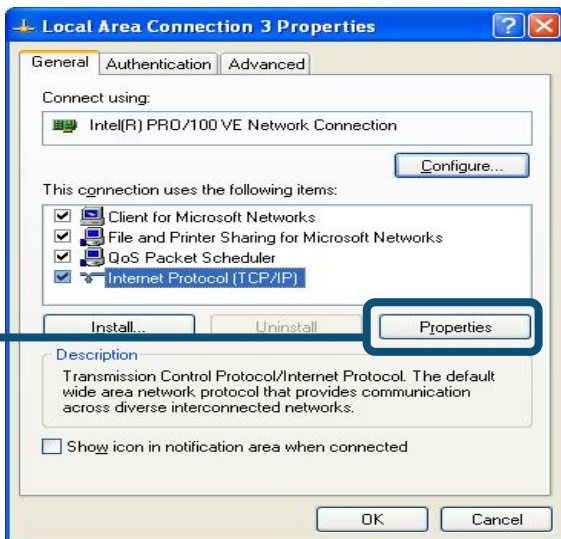 Local Area Connection 3 Properties
General Authentication Advanced
Connect using:
Intel(R) PRO/100 VE Network Connection
Configure...
This connection uses the following items:
Client for Microsoft Networks
File and Printer Sharing for Microsoft Networks
QoS Packet Scheduler
Internet Protocol (TCP/IP)
Install... Uninstall Properties
Description
Transmission Control Protocol/Internet Protocol. The default
wide area network protocol that provides communication
across diverse interconnected networks.
Show icon in notification area when connected
OK Cancel